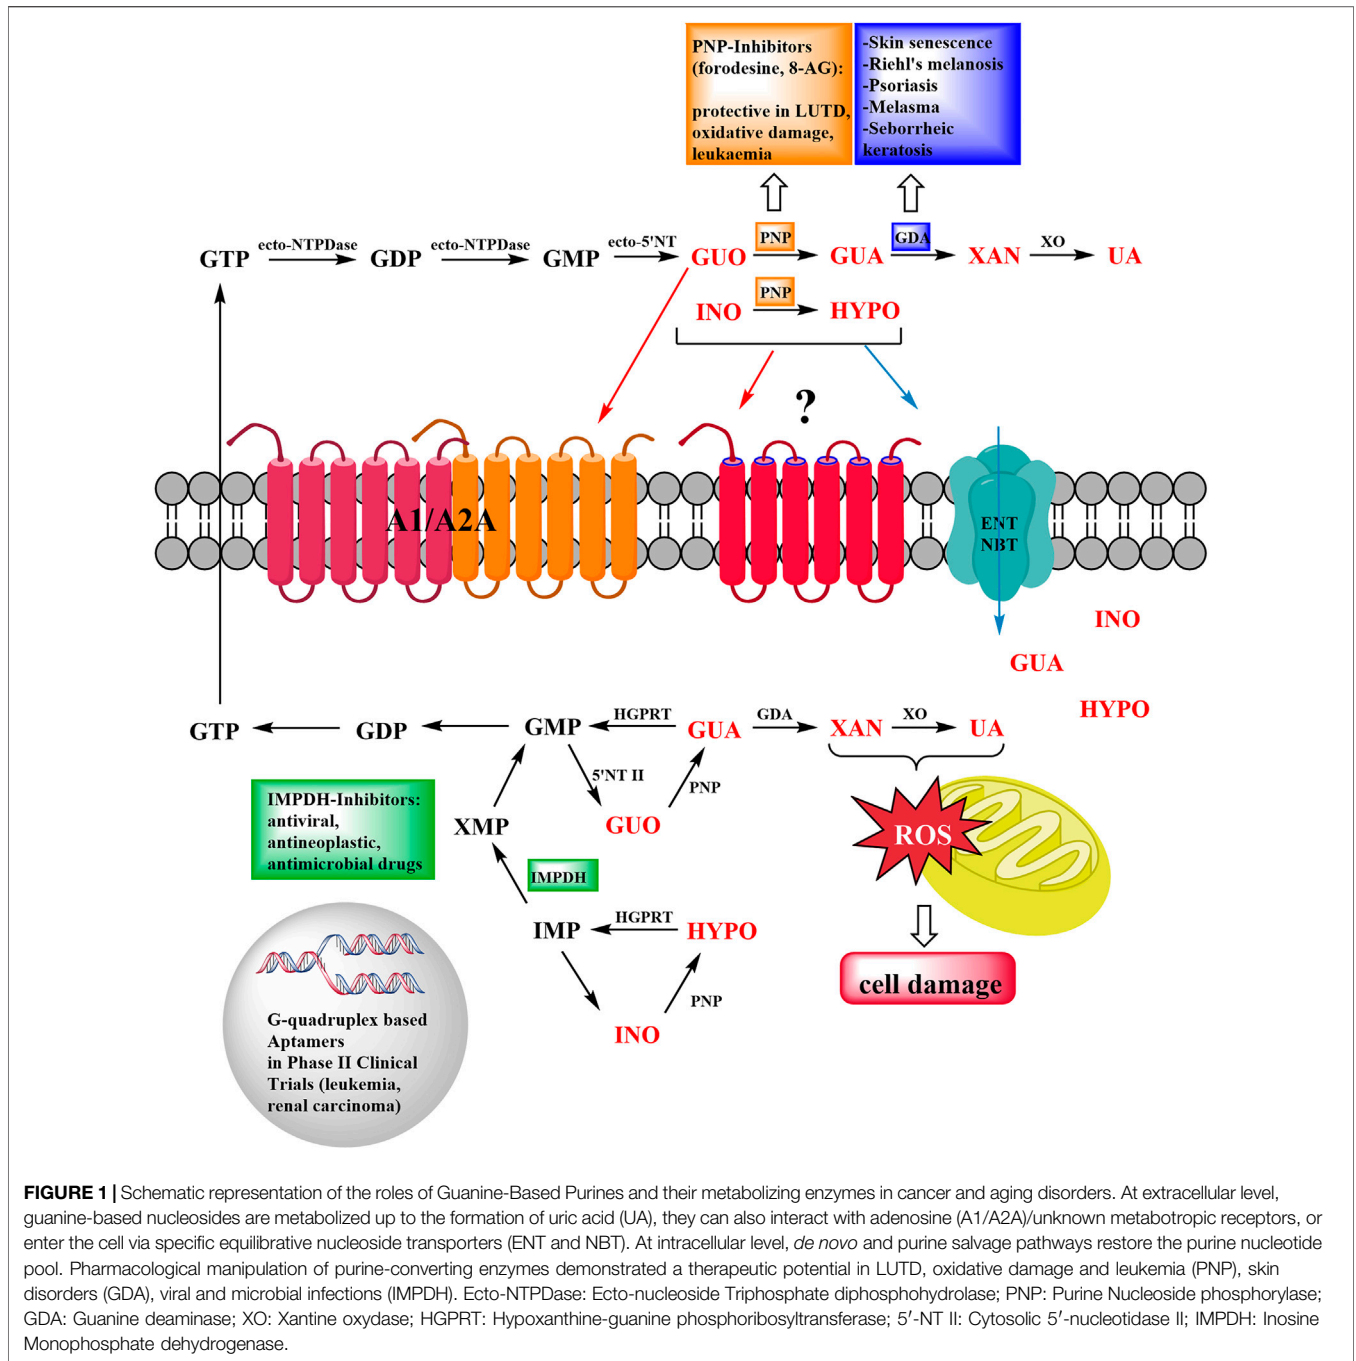 PNP-Inhibitors
(forodesine, 8-AG):
protective in LUTD,
oxidative damage,
leukaemia
-Skin senescence
-Riehl's melanosis
-Psoriasis
-Melasma
-Seborrheic
keratosis
GTP ecto-NTPDase GDP ecto-NTPDase GMP ecto-5'NT GUO PNP GUA GDA XAN XO UA
INO PNP HYPO
?
A1/A2A
ENT
NBT
INO
GUA
HYPO
GTP GDP GMP HGPRT GUA GDA XAN XO UA
5'NT II PNP
GUO
XMP
IMPDH-Inhibitors:
antiviral,
antineoplastic,
antimicrobial drugs
ROS
IMPDH
IMP HGPRT HYPO
PNP
INO
cell damage
G-quadruplex based
Aptamers
in Phase II Clinical
Trials (leukemia,
renal carcinoma)
FIGURE 1 | Schematic representation of the roles of Guanine-Based Purines and their metabolizing enzymes in cancer and aging disorders. At extracellular level,
guanine-based nucleosides are metabolized up to the formation of uric acid (UA), they can also interact with adenosine (A1/A2A)/unknown metabotropic receptors, or
enter the cell via specific equilibrative nucleoside transporters (ENT and NBT). At intracellular level, de novo and purine salvage pathways restore the purine nucleotide
pool. Pharmacological manipulation of purine-converting enzymes demonstrated a therapeutic potential in LUTD, oxidative damage and leukemia (PNP), skin
disorders (GDA), viral and microbial infections (IMPDH). Ecto-NTPDase: Ecto-nucleoside Triphosphate diphosphohydrolase; PNP: Purine Nucleoside phosphorylase;
GDA: Guanine deaminase; XO: Xantine oxydase; HGPRT: Hypoxanthine-guanine phosphoribosyltransferase; 5′-NT II: Cytosolic 5′-nucleotidase II; IMPDH: Inosine
Monophosphate dehydrogenase.